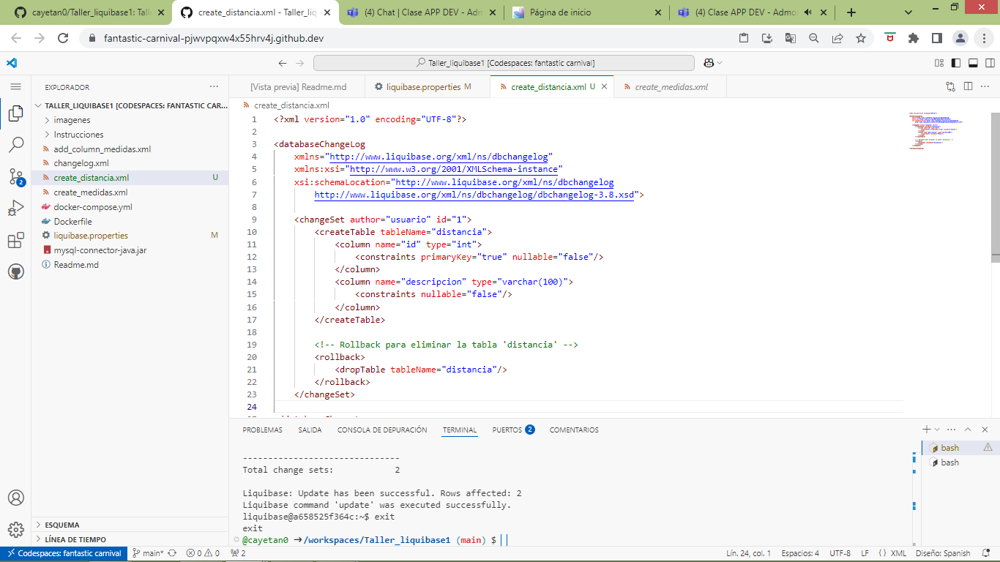 cayetan0/Taller_liquibase1: Talle
create_distancia.xml - Taller_liq
(4) Chat | Clase APP DEV - Adm
Página de inicio
(4) Clase APP DEV - Admo
fantastic-carnival-pjwvpqxw4x55hrv4j.github.dev
Taller_liquibase1 [Codespaces: fantastic carnival]
EXPLORADOR
[Vista previa] Readme.md
liquibase.properties M
create_distancia.xml U
create_medidas.xml
TALLER_LIQUIBASE1 [CODESPACES: FANTASTIC CAR...
imagenes
Instrucciones
add_column_medidas.xml
changelog.xml
create_distancia.xml U
create_medidas.xml
docker-compose.yml
Dockerfile
liquibase.properties M
mysql-connector-java.jar
Readme.md
2
ESQUEMA
LÍNEA DE TIEMPO
create_distancia.xml
1 <?xml version="1.0" encoding="UTF-8"?>
2
3 <databaseChangeLog
4 xmlns="http://www.liquibase.org/xml/ns/dbchangelog"
5 xmlns:xsi="http://www.w3.org/2001/XMLSchema-instance"
6 xsi:schemaLocation="http://www.liquibase.org/xml/ns/dbchangelog
7 http://www.liquibase.org/xml/ns/dbchangelog/dbchangelog-3.8.xsd">
8
9 <changeSet author="usuario" id="1">
10 <createTable tableName="distancia">
11 <column name="id" type="int">
12 <constraints primaryKey="true" nullable="false"/>
13 </column>
14 <column name="descripcion" type="varchar(100)">
15 <constraints nullable="false"/>
16 </column>
17 </createTable>
18
19 <!-- Rollback para eliminar la tabla 'distancia' -->
20 <rollback>
21 <dropTable tableName="distancia"/>
22 </rollback>
23 </changeSet>
24
PROBLEMAS SALIDA CONSOLA DE DEPURACIÓN TERMINAL PUERTOS 2 COMENTARIOS
-------------------------------
Total change sets: 2
Liquibase: Update has been successful. Rows affected: 2
Liquibase command 'update' was executed successfully.
liquibase@a658525f364c:~$ exit
exit
@cayetan0 ➜/workspaces/Taller_liquibase1 (main) $
bash
bash
Codespaces: fantastic carnival main* 0 0 2 Lín. 24, col. 1 Espacios: 4 UTF-8 LF { } XML Diseño: Spanish